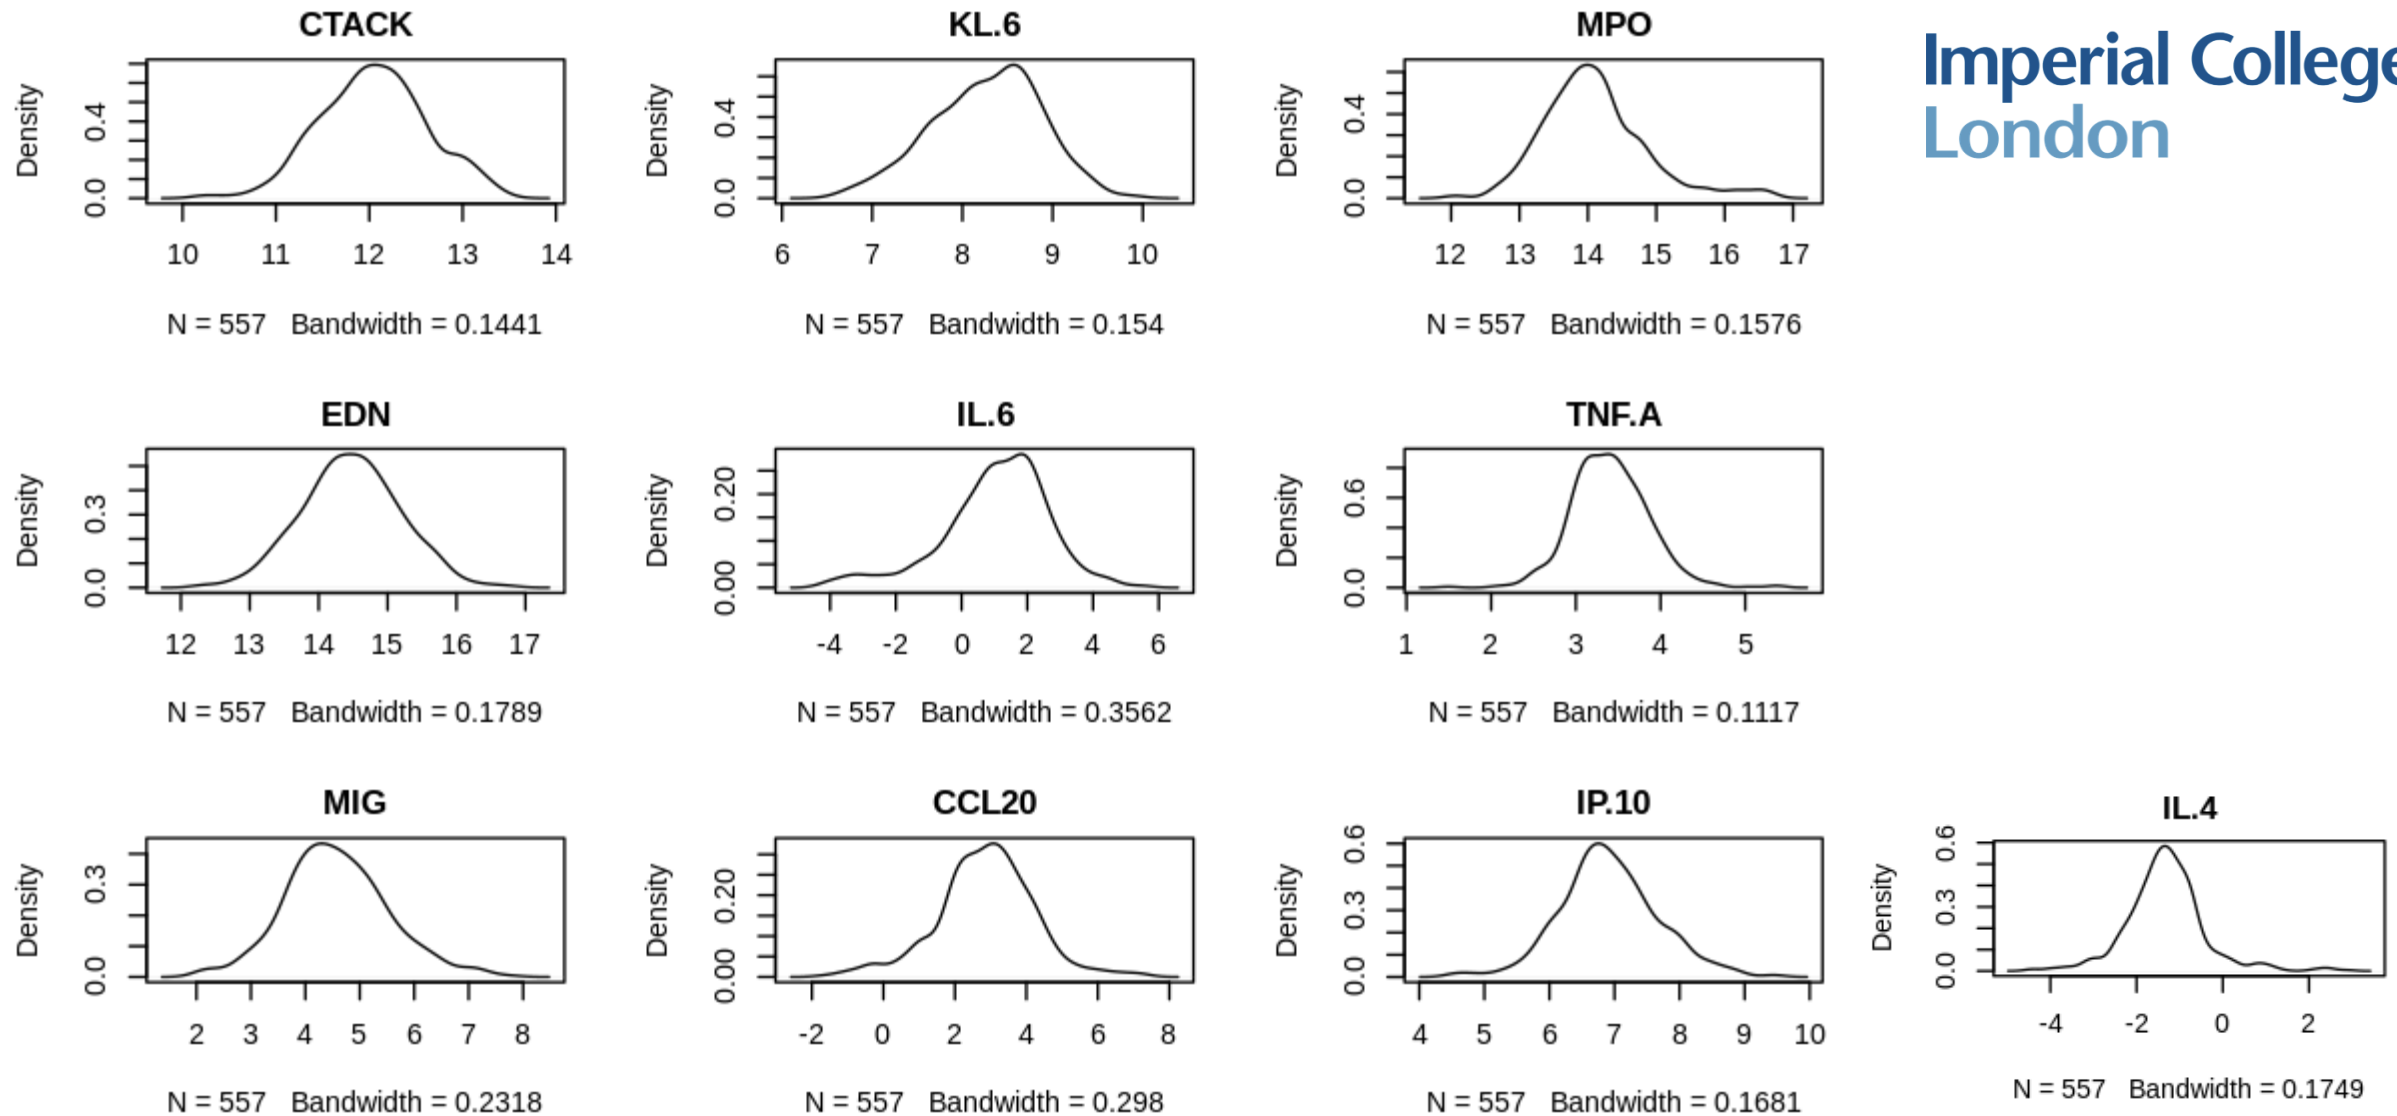 CTACK
Density
0.0 0.4
10 11 12 13 14
N = 557 Bandwidth = 0.1441
KL.6
Density
0.0 0.4
6 7 8 9 10
N = 557 Bandwidth = 0.154
MPO
Density
0.0 0.4
12 13 14 15 16 17
N = 557 Bandwidth = 0.1576
Imperial College
London
EDN
Density
0.0 0.3
12 13 14 15 16 17
N = 557 Bandwidth = 0.1789
IL.6
Density
0.00 0.20
-4 -2 0 2 4 6
N = 557 Bandwidth = 0.3562
TNF.A
Density
0.0 0.6
1 2 3 4 5
N = 557 Bandwidth = 0.1117
MIG
Density
0.0 0.3
2 3 4 5 6 7 8
N = 557 Bandwidth = 0.2318
CCL20
Density
0.00 0.20
-2 0 2 4 6 8
N = 557 Bandwidth = 0.298
IP.10
Density
0.0 0.3 0.6
4 5 6 7 8 9 10
N = 557 Bandwidth = 0.1681
IL.4
Density
0.0 0.3 0.6
-4 -2 0 2
N = 557 Bandwidth = 0.1749